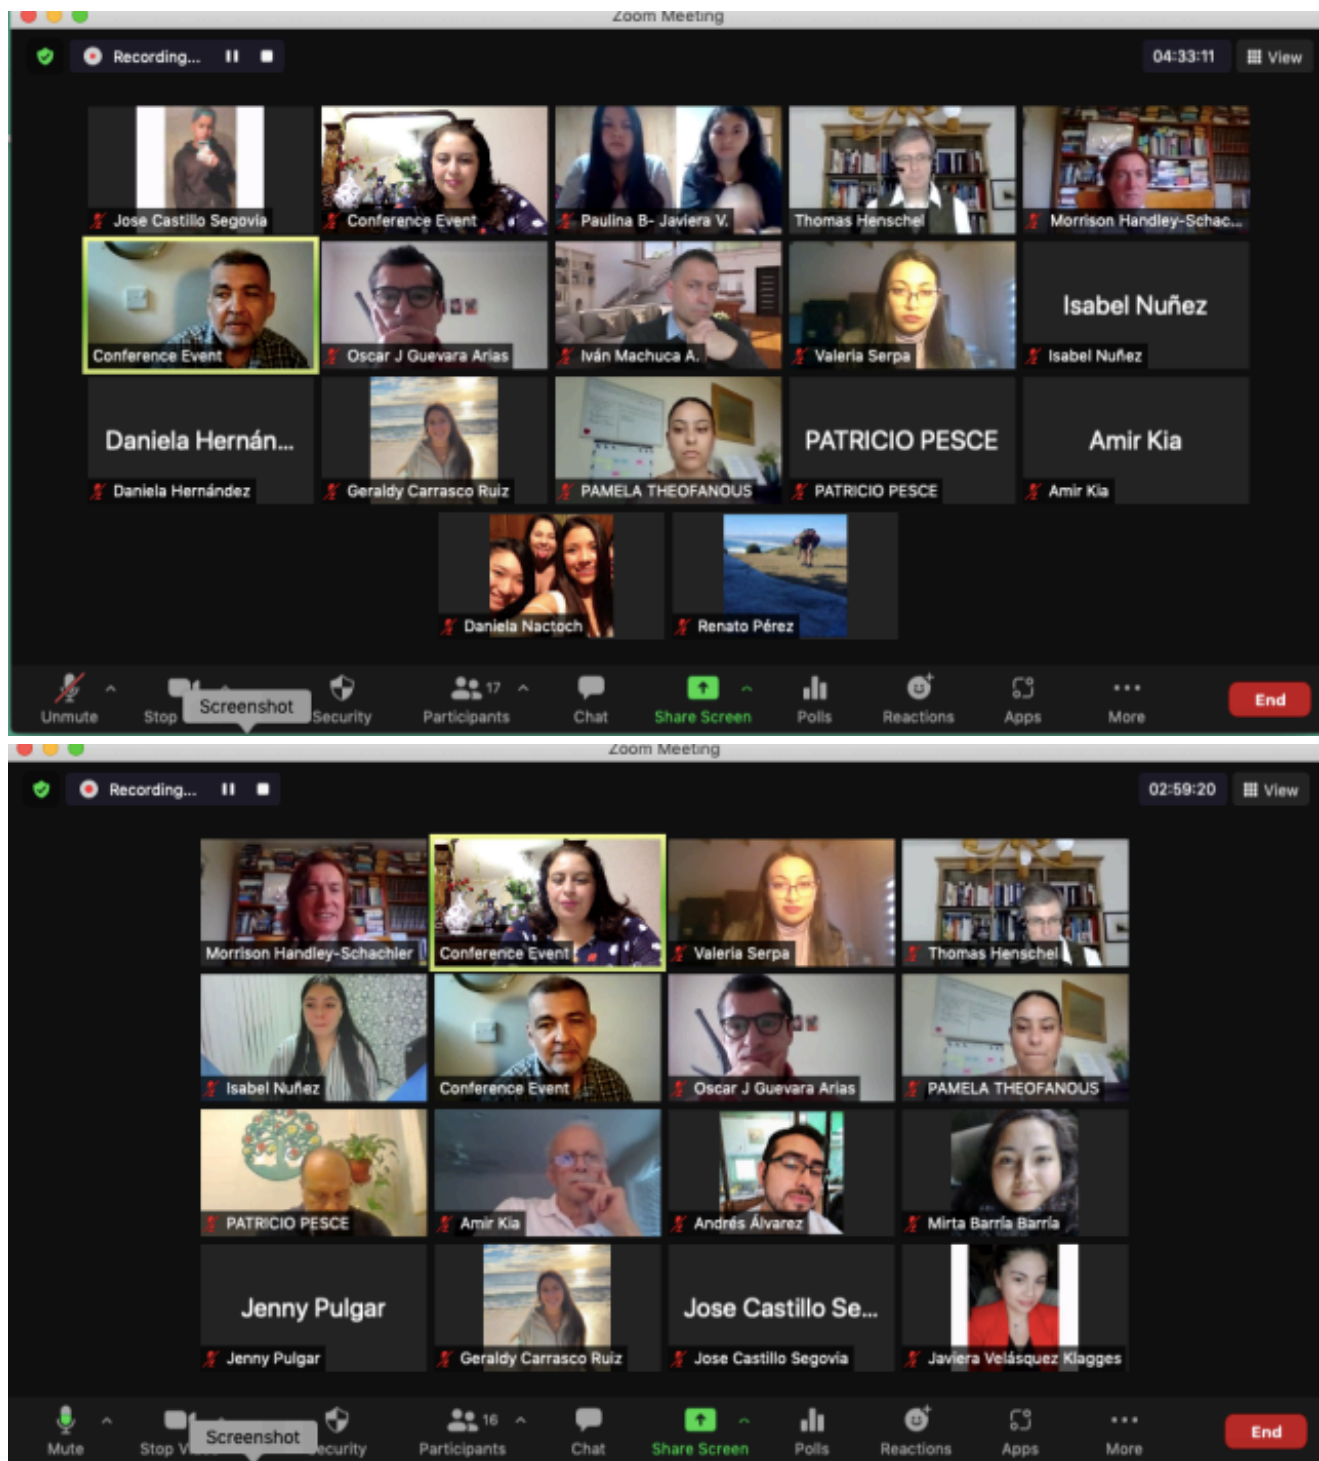 Zoom Meeting
Recording...
04:33:11
View
Jose Castillo Segovia
Conference Event
Paulina B- Javiera V.
Thomas Henschel
Morrison Handley-Schac...
Conference Event
Oscar J Guevara Arias
Iván Machuca A.
Valeria Serpa
Isabel Nuñez
Isabel Nuñez
Daniela Hernán...
Daniela Hernández
Geraldy Carrasco Ruiz
PAMELA THEOFANOUS
PATRICIO PESCE
PATRICIO PESCE
Amir Kia
Amir Kia
Daniela Nactoch
Renato Pérez
Unmute
Stop
Screenshot
Security
17
Participants
Chat
Share Screen
Polls
Reactions
Apps
More
End
Zoom Meeting
Recording...
02:59:20
View
Morrison Handley-Schachler
Conference Event
Valeria Serpa
Thomas Henschel
Isabel Nuñez
Conference Event
Oscar J Guevara Arias
PAMELA THEOFANOUS
PATRICIO PESCE
Amir Kia
Andrés Álvarez
Mirta Barría Barría
Jenny Pulgar
Jenny Pulgar
Geraldy Carrasco Ruiz
Jose Castillo Se...
Jose Castillo Segovia
Javiera Velásquez Klagges
Mute
Stop V
Screenshot
ecurity
16
Participants
Chat
Share Screen
Polls
Reactions
Apps
More
End